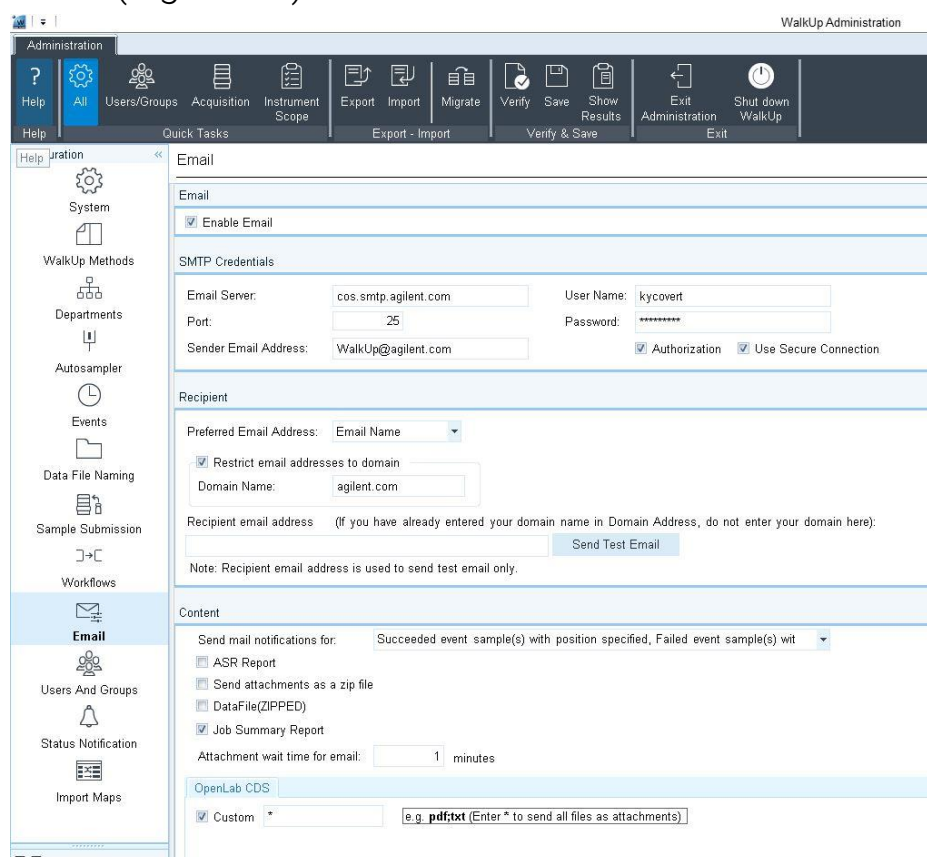 WalkUp Administration
Administration
?
Help
All
Users/Groups
Acquisition
Instrument Scope
Export
Import
Migrate
Verify
Save
Show Results
Exit Administration
Shut down WalkUp
Help
Quick Tasks
Export - Import
Verify & Save
Exit
Help
uration
«
System
WalkUp Methods
Departments
Autosampler
Events
Data File Naming
Sample Submission
Workflows
Email
Users And Groups
Status Notification
Import Maps
Email
Email
Enable Email
SMTP Credentials
Email Server: cos.smtp.agilent.com User Name: kycovert
Port: 25 Password: *********
Sender Email Address: WalkUp@agilent.com Authorization Use Secure Connection
Recipient
Preferred Email Address: Email Name
Restrict email addresses to domain
Domain Name: agilent.com
Recipient email address (If you have already entered your domain name in Domain Address, do not enter your domain here):
Send Test Email
Note: Recipient email address is used to send test email only.
Content
Send mail notifications for: Succeeded event sample(s) with position specified, Failed event sample(s) wit
ASR Report
Send attachments as a zip file
DataFile(ZIPPED)
Job Summary Report
Attachment wait time for email: 1 minutes
OpenLab CDS
Custom * e.g. pdf;txt (Enter * to send all files as attachments)